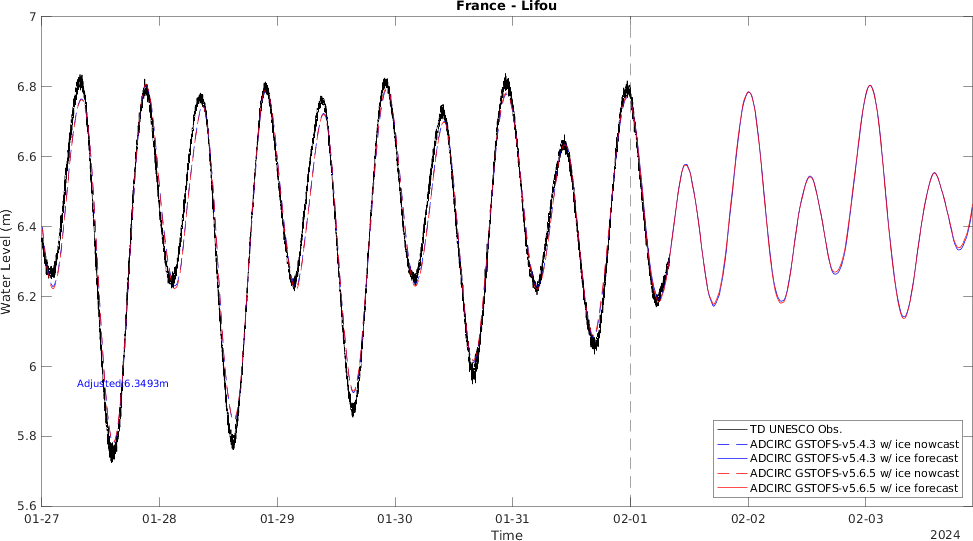 France - Lifou
7
6.8
6.6
6.4
6.2
6
5.8
5.6
Water Level (m)
Adjusted:6.3493m
TD UNESCO Obs.
ADCIRC GSTOFS-v5.4.3 w/ ice nowcast
ADCIRC GSTOFS-v5.4.3 w/ ice forecast
ADCIRC GSTOFS-v5.6.5 w/ ice nowcast
ADCIRC GSTOFS-v5.6.5 w/ ice forecast
01-27 01-28 01-29 01-30 01-31 02-01 02-02 02-03
Time
2024